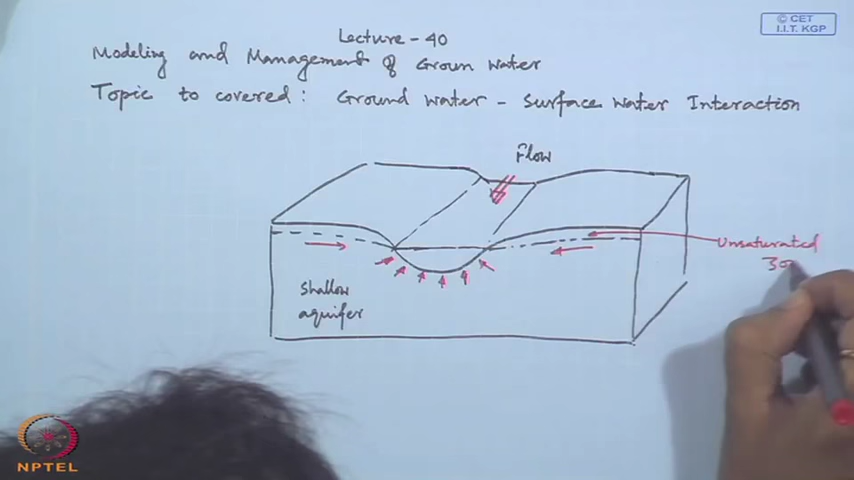 © CET
I.I.T. KGP
Lecture - 40
Modeling and Management of Groun Water
Topic to covered : Ground water - Surface water Interaction
Flow
Unsaturated
Shallow
aquifer
NPTEL